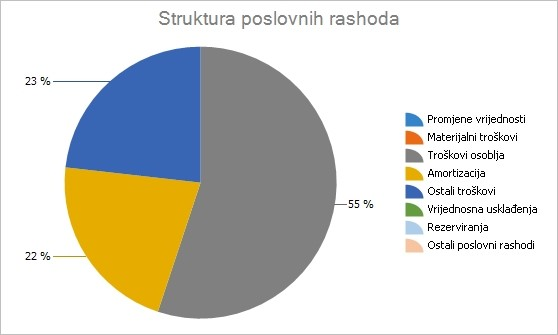 Struktura poslovnih rashoda
23 %
55 %
22 %
Promjene vrijednosti
Materijalni troškovi
Troškovi osoblja
Amortizacija
Ostali troškovi
Vrijednosna usklađenja
Rezerviranja
Ostali poslovni rashodi